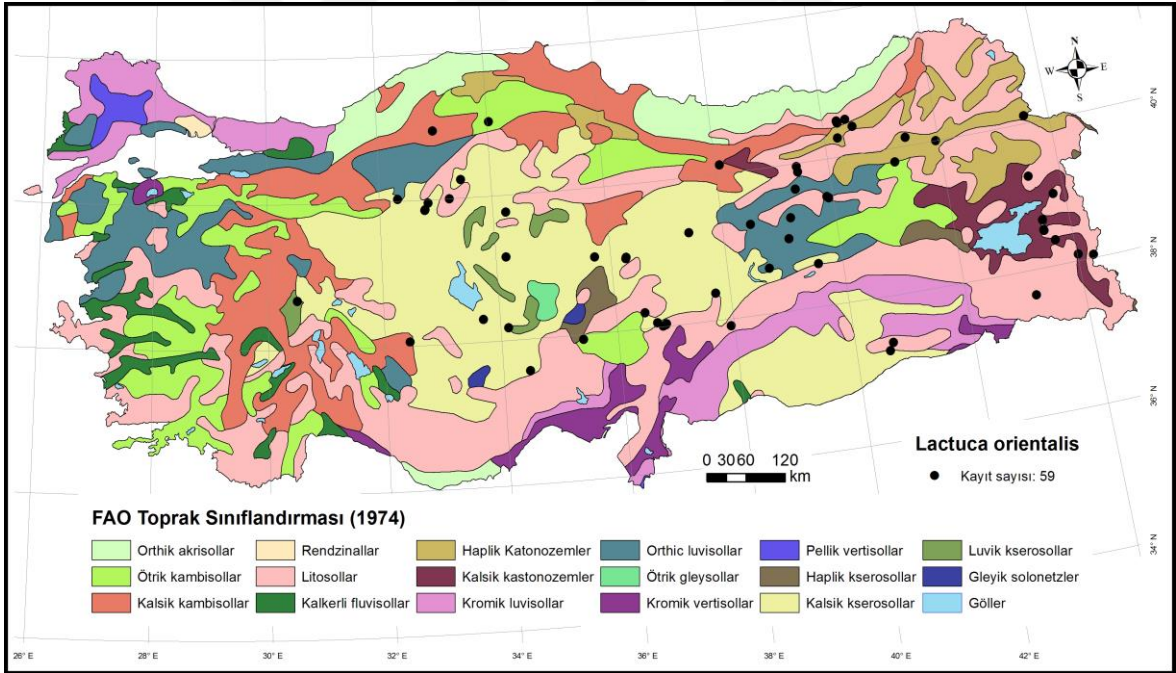 N
W E
S
40° N
38° N
36° N
34° N
Lactuca orientalis
Kayıt sayısı: 59
0 3060 120
km
FAO Toprak Sınıflandırması (1974)
Orthik akrisollar
Rendzinallar
Haplik Katonozemler
Orthic luvisollar
Pellik vertisollar
Luvik kserosollar
Ötrik kambisollar
Litosollar
Kalsik kastonozemler
Ötrik gleysollar
Haplik kserosollar
Gleyik solonetzler
Kalsik kambisollar
Kalkerli fluvisollar
Kromik luvisollar
Kromik vertisollar
Kalsik kserosollar
Göller
26° E 28° E 30° E 32° E 34° E 36° E 38° E 40° E 42° E